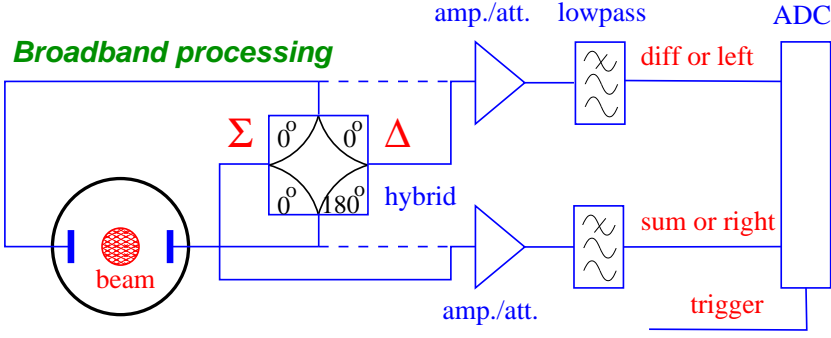 amp./att. lowpass ADC
Broadband processing
diff or left
Σ 0° 0° Δ
0° 180° hybrid
sum or right
beam
amp./att.
trigger